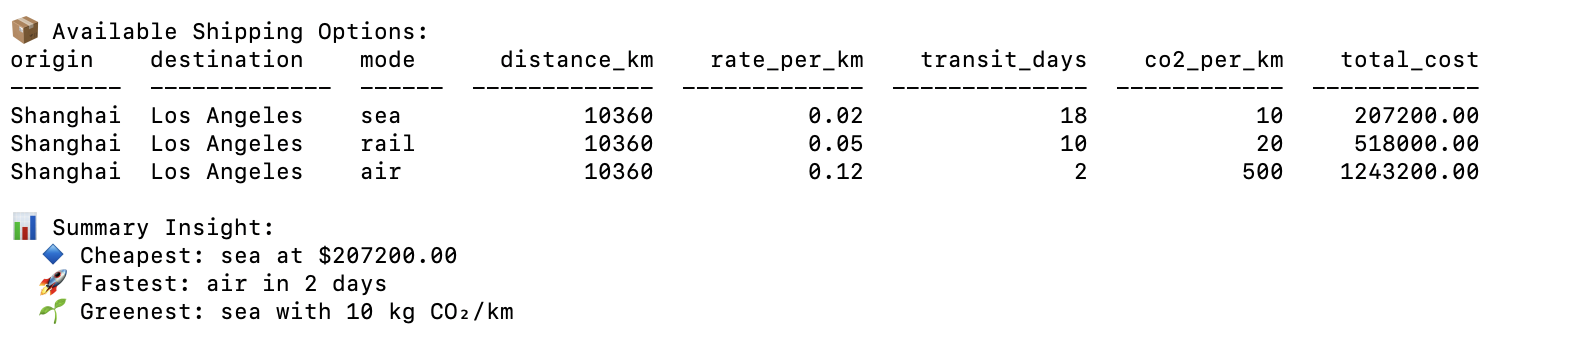 📦 Available Shipping Options:
origin    destination    mode      distance_km    rate_per_km    transit_days    co2_per_km    total_cost
--------  -------------  ------  -------------  -------------  --------------  ------------  ------------
Shanghai  Los Angeles    sea             10360           0.02              18            10     207200.00
Shanghai  Los Angeles    rail            10360           0.05              10            20     518000.00
Shanghai  Los Angeles    air             10360           0.12               2           500    1243200.00
📊 Summary Insight:
🔹 Cheapest: sea at $207200.00
🚀 Fastest: air in 2 days
🌱 Greenest: sea with 10 kg CO₂/km